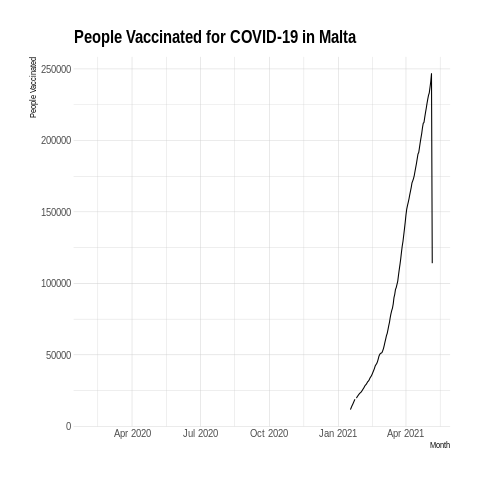 People Vaccinated for COVID-19 in Malta
People Vaccinated
250000
200000
150000
100000
50000
0
Apr 2020 Jul 2020 Oct 2020 Jan 2021 Apr 2021
Month